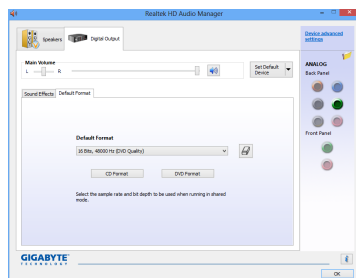 Realtek HD Audio Manager
Speakers
Digital Output
Device advanced
settings
Main Volume
L
R
Set Default
Device
ANALOG
Back Panel
Sound Effects
Default Format
Default Format
16 Bits, 48000 Hz (DVD Quality)
CD Format
DVD Format
Select the sample rate and bit depth to be used when running in shared
mode.
Front Panel
GIGABYTE
TECHNOLOGY
OK